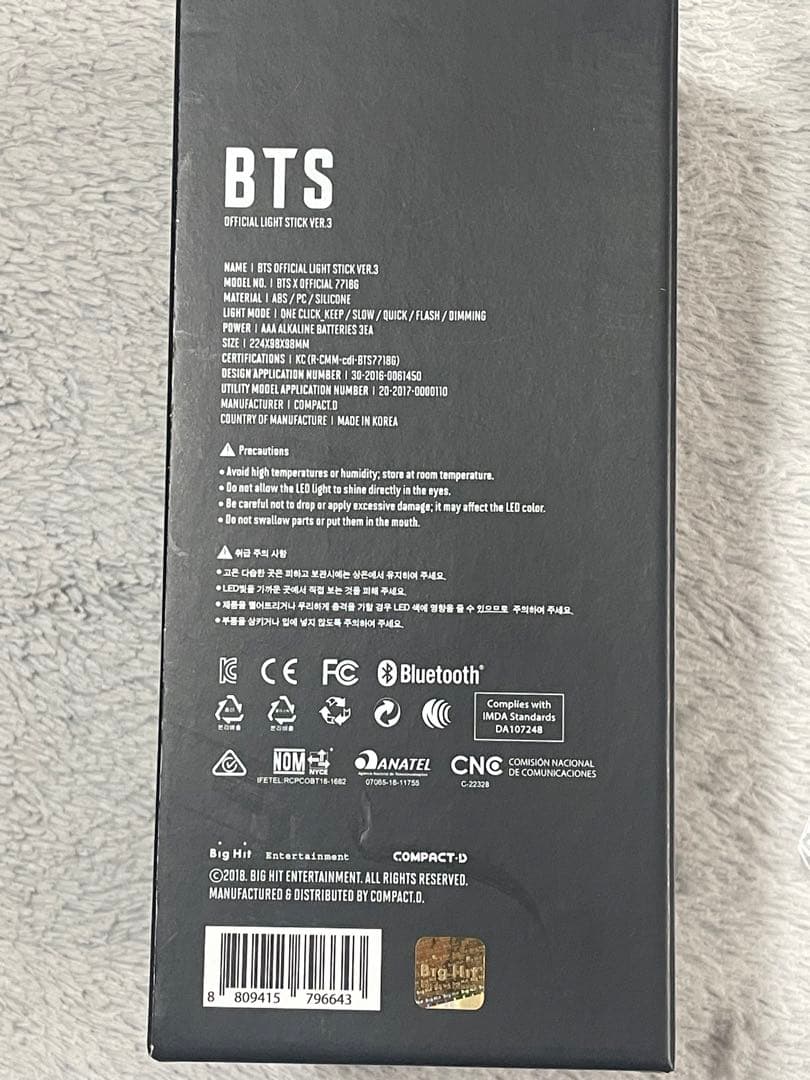 BTS
OFFICIAL LIGHT STICK VER.3
NAME | BTS OFFICIAL LIGHT STICK VER.3
MODEL NO. | BTS X OFFICIAL 7718G
MATERIAL | ABS / PC / SILICONE
LIGHT MODE | ONE CLICK_KEEP / SLOW / QUICK / FLASH / DIMMING
POWER | AAA ALKALINE BATTERIES 3EA
SIZE | 224X98X98MM
CERTIFICATIONS | KC (R-CMM-cdi-BTS7718G)
DESIGN APPLICATION NUMBER | 30-2016-0061450
UTILITY MODEL APPLICATION NUMBER | 20-2017-0000110
MANUFACTURER | COMPACT.D
COUNTRY OF MANUFACTURE | MADE IN KOREA
Precautions
• Avoid high temperatures or humidity; store at room temperature.
• Do not allow the LED light to shine directly in the eyes.
• Be careful not to drop or apply excessive damage; it may affect the LED color.
• Do not swallow parts or put them in the mouth.
취급 주의 사항
• 고온 다습한 곳은 피하고 보관시에는 상온에서 유지하여 주세요.
• LED빛을 가까운 곳에서 직접 보는 것을 피해 주세요.
• 제품을 떨어트리거나 무리하게 충격을 가할 경우 LED 색에 영향을 줄 수 있으므로 주의하여 주세요.
• 부품을 삼키거나 입에 넣지 않도록 주의하여 주세요.
CE FC Bluetooth®
분리배출 분리배출
Complies with
IMDA Standards
DA107248
NOM NYCE
IFETEL:RCPCOBT18-1682
ANATEL
07065-18-11755
CNC COMISIÓN NACIONAL
DE COMUNICACIONES
C-22328
Big Hit Entertainment COMPACT·D
©2018. BIG HIT ENTERTAINMENT. ALL RIGHTS RESERVED.
MANUFACTURED & DISTRIBUTED BY COMPACT.D.
8 809415 796643
Big Hit